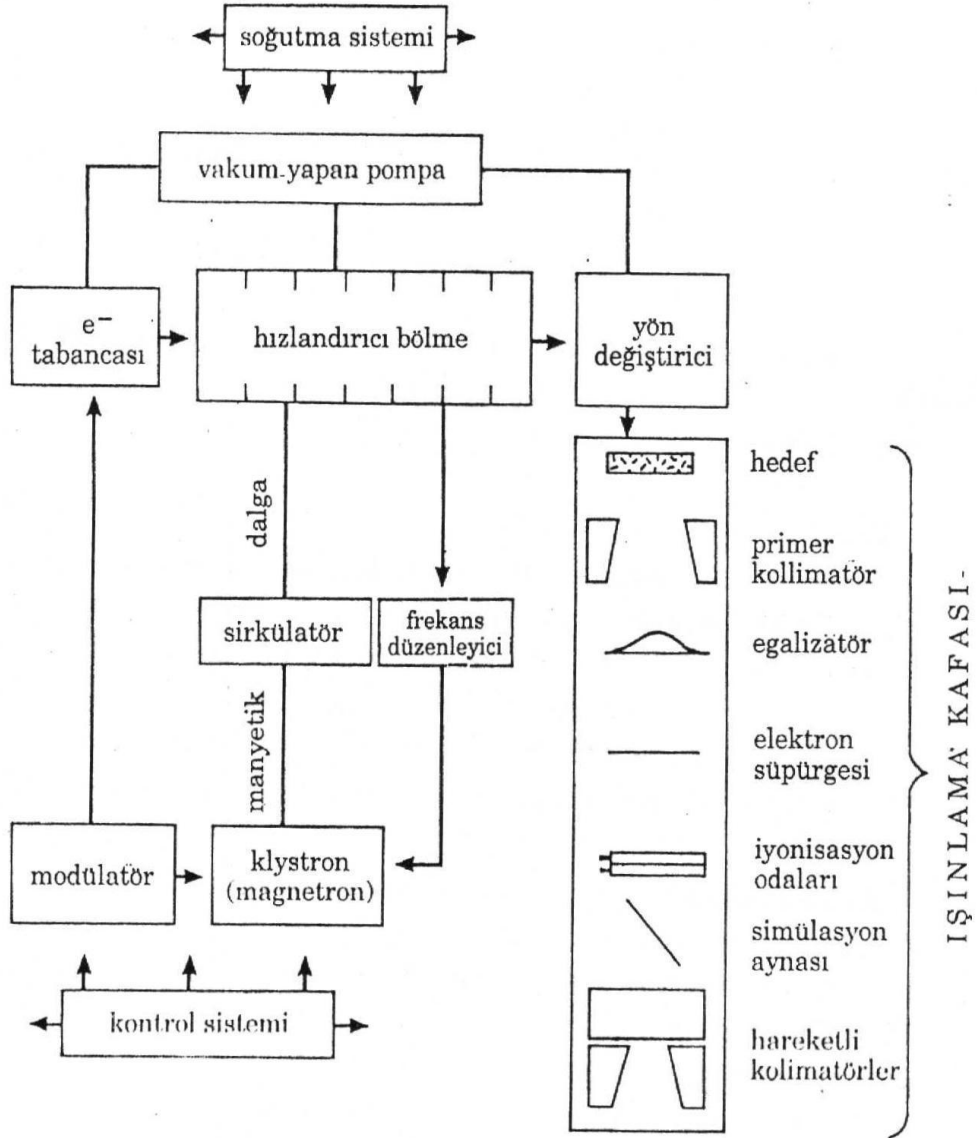 soğutma sistemi
vakum yapan pompa
e⁻
tabancası
hızlandırıcı bölme
yön
değiştirici
hedef
primer
kollimatör
egalizatör
elektron
süpürgesi
iyonisasyon
odaları
simülasyon
aynası
hareketli
kolimatörler
IŞINLAMA KAFASI-
dalga
manyetik
sirkülatör
frekans
düzenleyici
modülatör
klystron
(magnetron)
kontrol sistemi